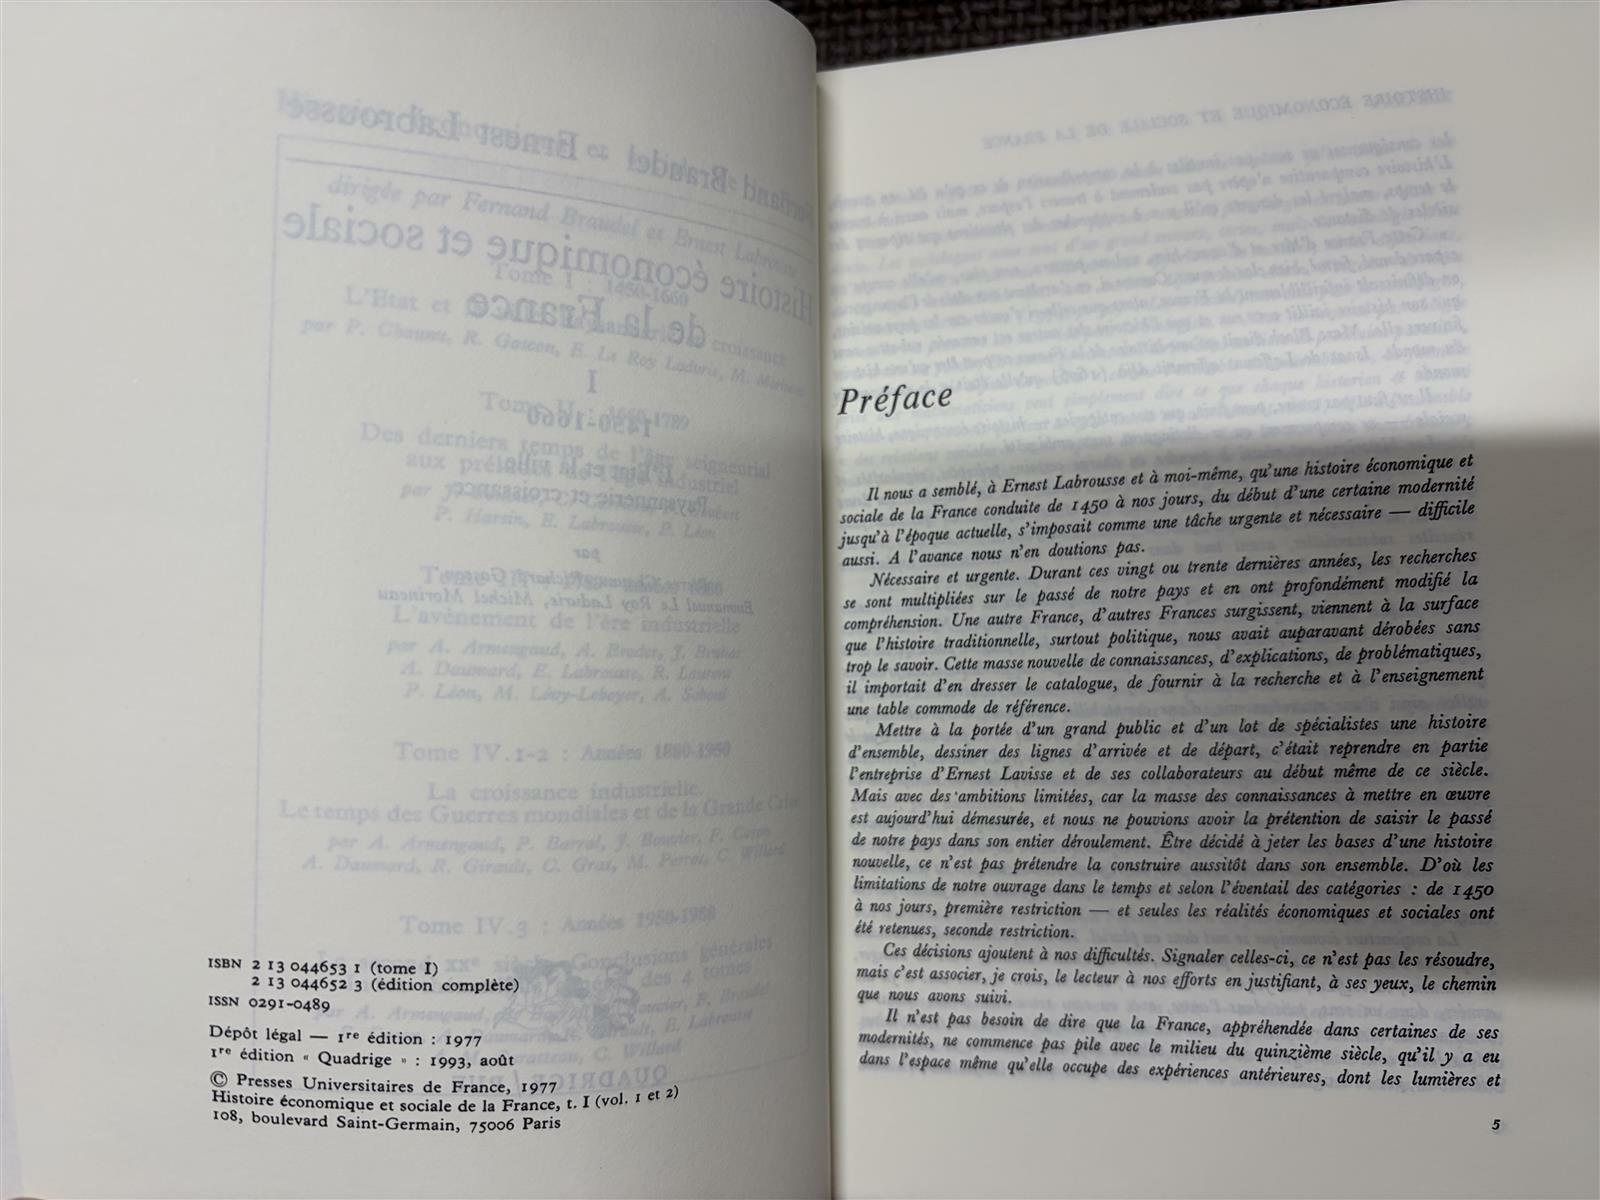 ISBN 2 13 044653 1 (tome I)
2 13 044652 3 (édition complète)
ISSN 0291-0489
Dépôt légal — 1re édition : 1977
1re édition « Quadrige » : 1993, août
© Presses Universitaires de France, 1977
Histoire économique et sociale de la France, t. I (vol. 1 et 2)
108, boulevard Saint-Germain, 75006 Paris
Préface
Il nous a semblé, à Ernest Labrousse et à moi-même, qu'une histoire économique et
sociale de la France conduite de 1450 à nos jours, du début d'une certaine modernité
jusqu'à l'époque actuelle, s'imposait comme une tâche urgente et nécessaire — difficile
aussi. A l'avance nous n'en doutions pas.
Nécessaire et urgente. Durant ces vingt ou trente dernières années, les recherches
se sont multipliées sur le passé de notre pays et en ont profondément modifié la
compréhension. Une autre France, d'autres Frances surgissent, viennent à la surface
que l'histoire traditionnelle, surtout politique, nous avait auparavant dérobées sans
trop le savoir. Cette masse nouvelle de connaissances, d'explications, de problématiques,
il importait d'en dresser le catalogue, de fournir à la recherche et à l'enseignement
une table commode de référence.
Mettre à la portée d'un grand public et d'un lot de spécialistes une histoire
d'ensemble, dessiner des lignes d'arrivée et de départ, c'était reprendre en partie
l'entreprise d'Ernest Lavisse et de ses collaborateurs au début même de ce siècle.
Mais avec des ambitions limitées, car la masse des connaissances à mettre en œuvre
est aujourd'hui démesurée, et nous ne pouvions avoir la prétention de saisir le passé
de notre pays dans son entier déroulement. Être décidé à jeter les bases d'une histoire
nouvelle, ce n'est pas prétendre la construire aussitôt dans son ensemble. D'où les
limitations de notre ouvrage dans le temps et selon l'éventail des catégories : de 1450
à nos jours, première restriction — et seules les réalités économiques et sociales ont
été retenues, seconde restriction.
Ces décisions ajoutent à nos difficultés. Signaler celles-ci, ce n'est pas les résoudre,
mais c'est associer, je crois, le lecteur à nos efforts en justifiant, à ses yeux, le chemin
que nous avons suivi.
Il n'est pas besoin de dire que la France, appréhendée dans certaines de ses
modernités, ne commence pas pile avec le milieu du quinzième siècle, qu'il y a eu
dans l'espace même qu'elle occupe des expériences antérieures, dont les lumières et
5